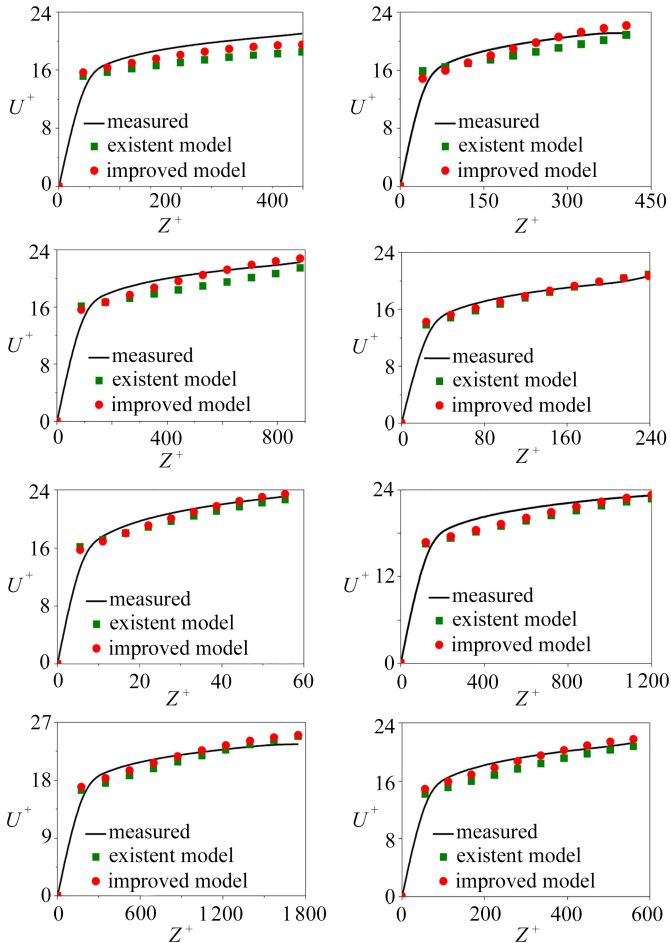 24
16
U+
8
0
measured
existent model
improved model
0
200
400
Z+
24
16
U+
8
0
measured
existent model
improved model
0
150
300
450
Z+
24
16
U+
8
0
measured
existent model
improved model
0
400
800
Z+
24
16
U+
8
0
measured
existent model
improved model
0
80
160
240
Z+
24
16
U+
8
0
measured
existent model
improved model
0
20
40
60
Z+
24
12
U+
0
measured
existent model
improved model
0
400
800
1200
Z+
27
18
U+
9
0
measured
existent model
improved model
0
600
1 200
1 800
Z+
24
16
U+
8
0
measured
existent model
improved model
0
200
400
600
Z+